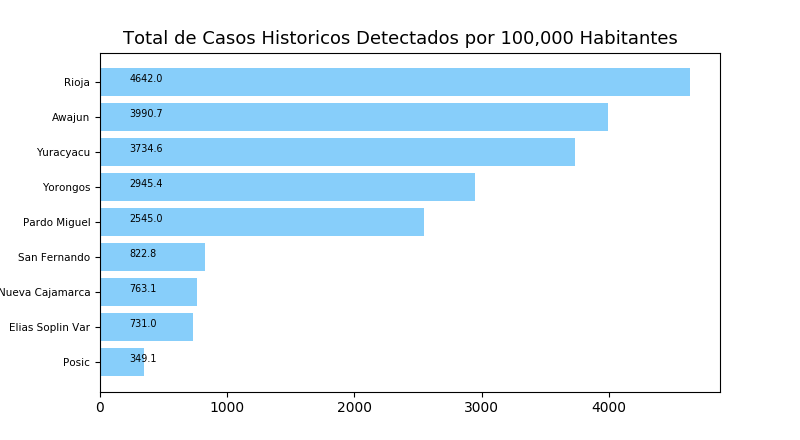 Total de Casos Historicos Detectados por 100,000 Habitantes
Rioja 4642.0
Awajun 3990.7
Yuracyacu 3734.6
Yorongos 2945.4
Pardo Miguel 2545.0
San Fernando 822.8
Nueva Cajamarca 763.1
Elias Soplin Var 731.0
Posic 349.1
0 1000 2000 3000 4000